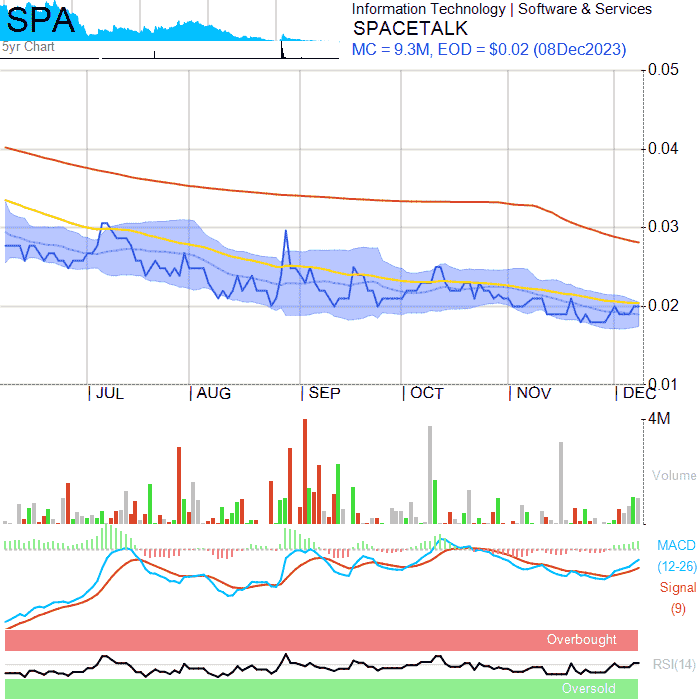 SPA
5yr Chart
Information Technology | Software & Services
SPACETALK
MC = 9.3M, EOD = $0.02 (08Dec2023)
0.05
0.04
0.03
0.02
0.01
JUL
AUG
SEP
OCT
NOV
DEC
4M
Volume
MACD
(12-26)
Signal
(9)
Overbought
RSI(14)
Oversold